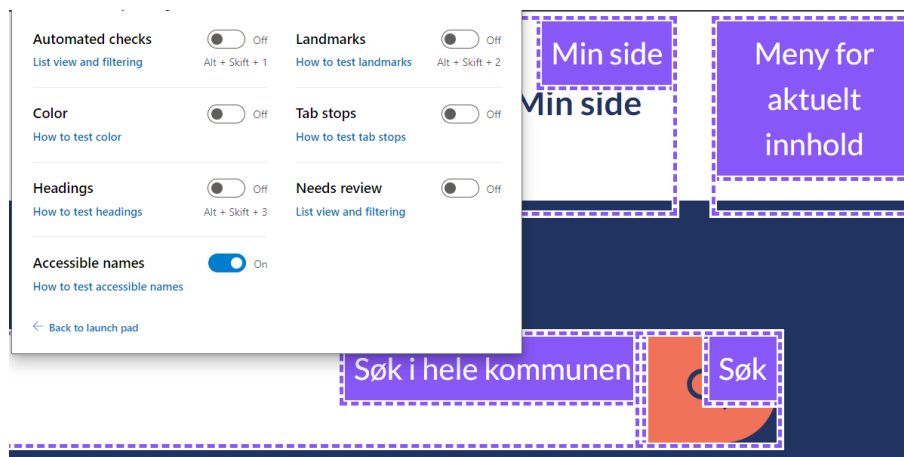 Automated checks
Off
List view and filtering
Alt + Skift + 1
Landmarks
Off
How to test landmarks
Alt + Skift + 2
Color
Off
How to test color
Tab stops
Off
How to test tab stops
Headings
Off
How to test headings
Alt + Skift + 3
Needs review
Off
List view and filtering
Accessible names
On
How to test accessible names
Back to launch pad
Min side
Min side
Meny for
aktuelt
innhold
Søk i hele kommunen
Søk